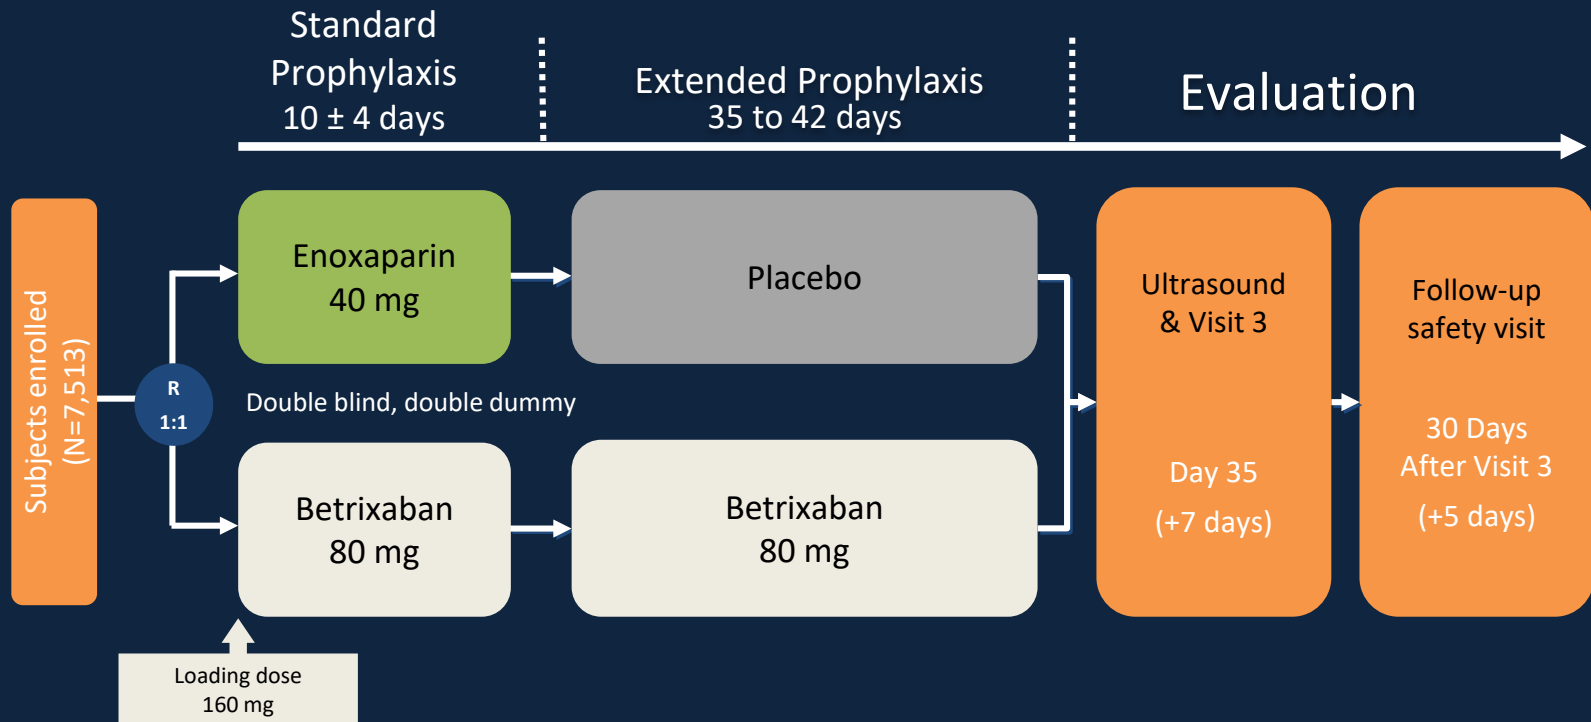 Standard
Prophylaxis
10 ± 4 days
Extended Prophylaxis
35 to 42 days
Evaluation
Subjects enrolled
(N=7,513)
R
1:1
Enoxaparin
40 mg
Placebo
Double blind, double dummy
Betrixaban
80 mg
Betrixaban
80 mg
Loading dose
160 mg
Ultrasound
& Visit 3
Day 35
(+7 days)
Follow-up
safety visit
30 Days
After Visit 3
(+5 days)